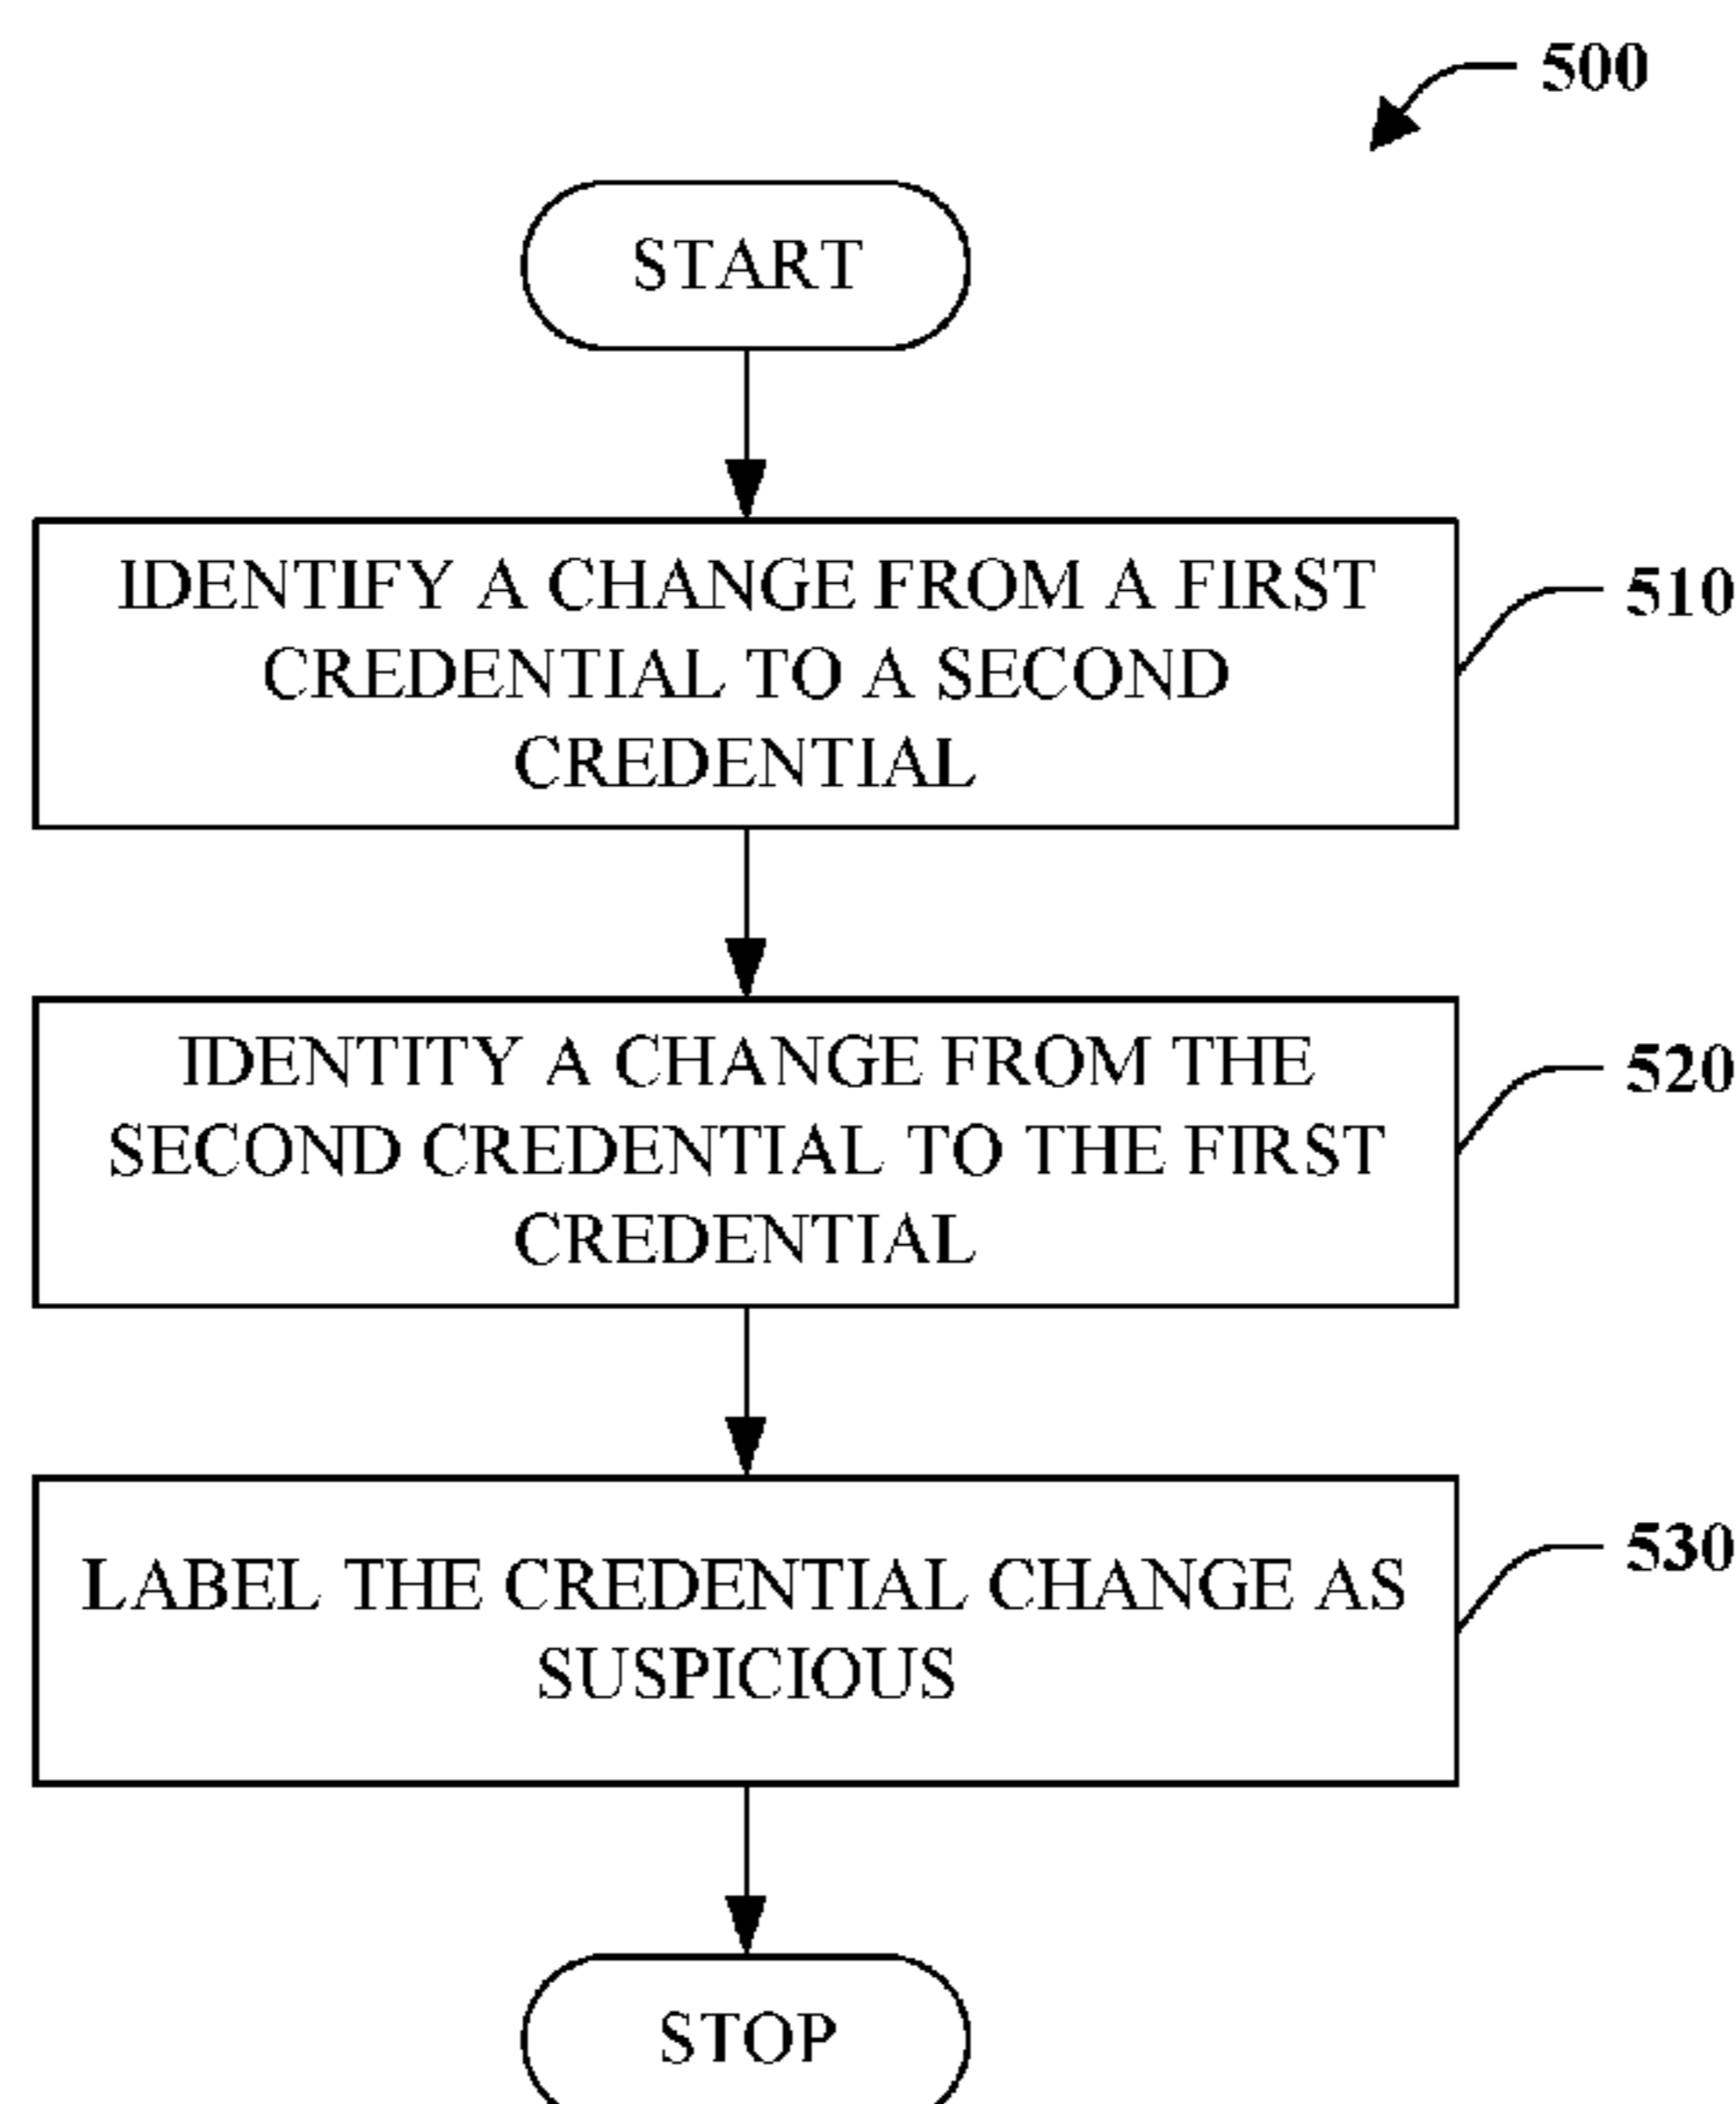 500
START
IDENTIFY A CHANGE FROM A FIRST
CREDENTIAL TO A SECOND
CREDENTIAL
510
IDENTITY A CHANGE FROM THE
SECOND CREDENTIAL TO THE FIRST
CREDENTIAL
520
LABEL THE CREDENTIAL CHANGE AS
SUSPICIOUS
530
STOP